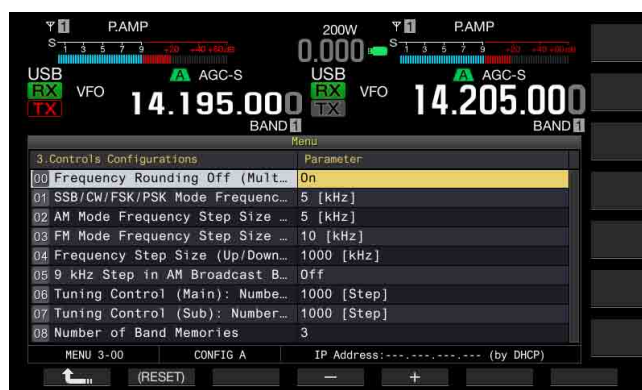 1 P.AMP 200W 1 P.AMP
S 1 3 5 7 9 +20 +40 +60dB 0.000 S 1 3 5 7 9 +20 +40 +60dB
USB A AGC-S USB A AGC-S
RX VFO RX VFO
TX 14.195.000 TX 14.205.000
BAND 1 BAND 1
Menu
3.Controls Configurations Parameter
00 Frequency Rounding Off (Mult… On
01 SSB/CW/FSK/PSK Mode Frequenc… 5 [kHz]
02 AM Mode Frequency Step Size … 5 [kHz]
03 FM Mode Frequency Step Size … 10 [kHz]
04 Frequency Step Size (Up/Down… 1000 [kHz]
05 9 kHz Step in AM Broadcast B… Off
06 Tuning Control (Main): Numbe… 1000 [Step]
07 Tuning Control (Sub): Number… 1000 [Step]
08 Number of Band Memories 3
MENU 3-00 CONFIG A IP Address:---.---.---.--- (by DHCP)
(RESET) − +